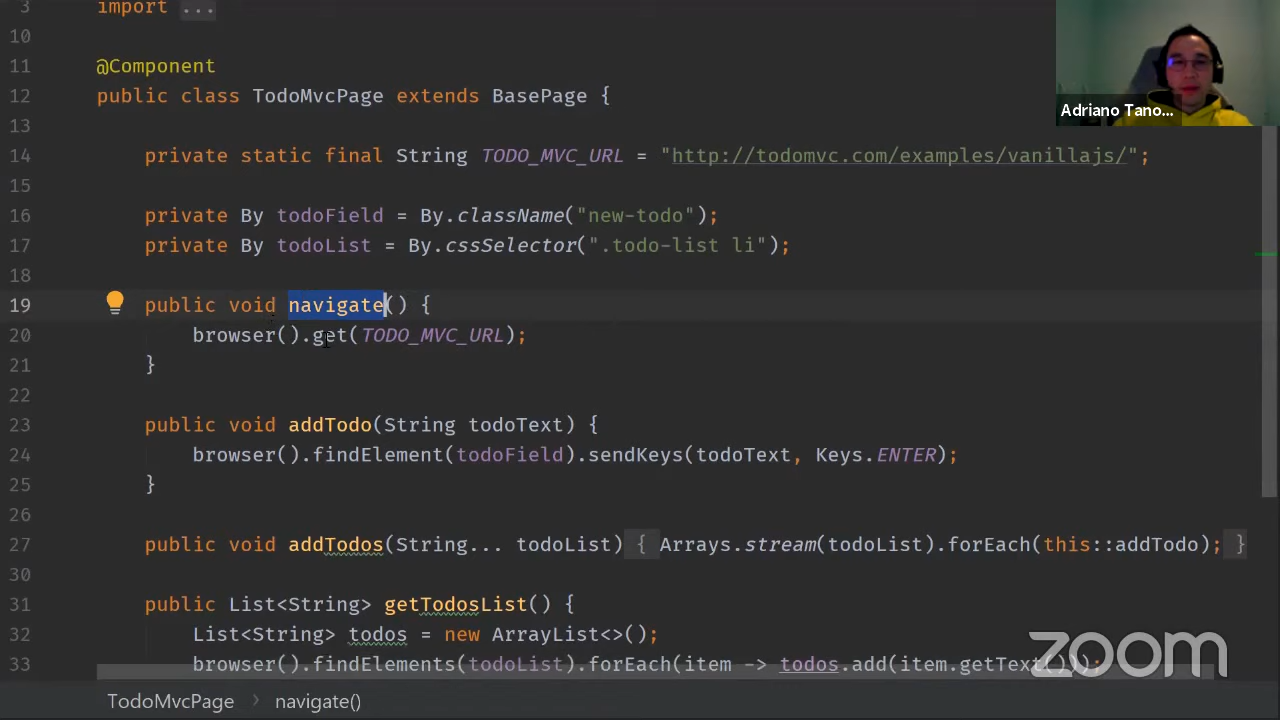 3 import ...
10
11 @Component
12 public class TodoMvcPage extends BasePage {
13
14 private static final String TODO_MVC_URL = "http://todomvc.com/examples/vanillajs/";
15
16 private By todoField = By.className("new-todo");
17 private By todoList = By.cssSelector(".todo-list li");
18
19 public void navigate() {
20 browser().get(TODO_MVC_URL);
21 }
22
23 public void addTodo(String todoText) {
24 browser().findElement(todoField).sendKeys(todoText, Keys.ENTER);
25 }
26
27 public void addTodos(String... todoList) { Arrays.stream(todoList).forEach(this::addTodo); }
30
31 public List<String> getTodosList() {
32 List<String> todos = new ArrayList<>();
33 browser().findElements(todoList).forEach(item -> todos.add(item.getText()));
TodoMvcPage > navigate()
Adriano Tano...
zoom